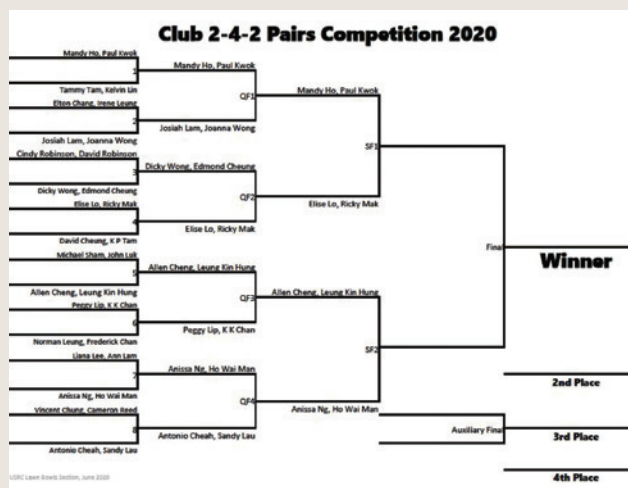 Club 2-4-2 Pairs Competition 2020
Mandy Ho, Paul Kwok
1
Tammy Tam, Kelvin Lin
Elton Chang, Irene Leung
2
Josiah Lam, Joanna Wong
Cindy Robinson, David Robinson
3
Dicky Wong, Edmond Cheung
Elise Lo, Ricky Mak
4
David Cheung, K P Tam
Michael Sham, John Luk
5
Allen Cheng, Leung Kin Hung
Peggy Lip, K K Chan
6
Norman Leung, Frederick Chan
Liana Lee, Ann Lam
7
Anissa Ng, Ho Wai Man
Vincent Chung, Cameron Reed
8
Antonio Cheah, Sandy Lau
Mandy Ho, Paul Kwok
QF1
Josiah Lam, Joanna Wong
Dicky Wong, Edmond Cheung
QF2
Elise Lo, Ricky Mak
Allen Cheng, Leung Kin Hung
QF3
Peggy Lip, K K Chan
Anissa Ng, Ho Wai Man
QF4
Antonio Cheah, Sandy Lau
Mandy Ho, Paul Kwok
SF1
Elise Lo, Ricky Mak
Allen Cheng, Leung Kin Hung
SF2
Anissa Ng, Ho Wai Man
Final
Winner
2nd Place
Auxiliary Final
3rd Place
4th Place
USRC Lawn Bowls Section, June 2020